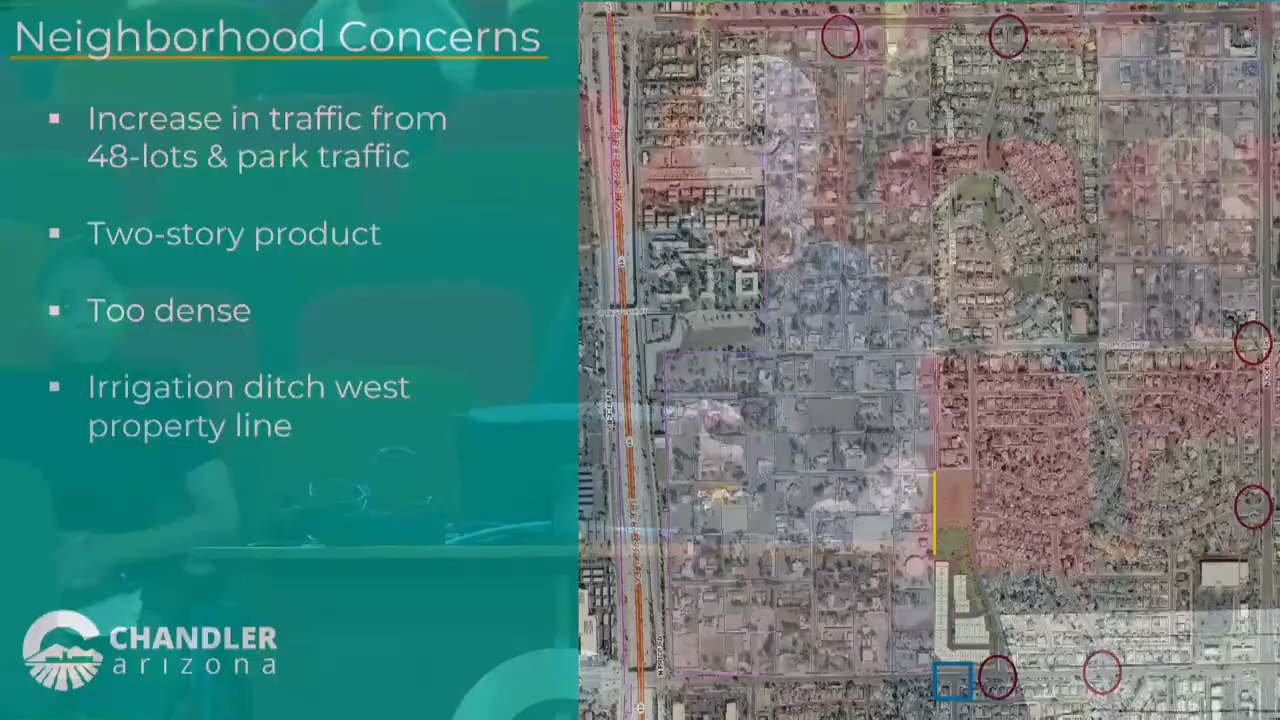 Neighborhood Concerns
▪ Increase in traffic from
48-lots & park traffic
▪ Two-story product
▪ Too dense
▪ Irrigation ditch west
property line
CHANDLER
arizona